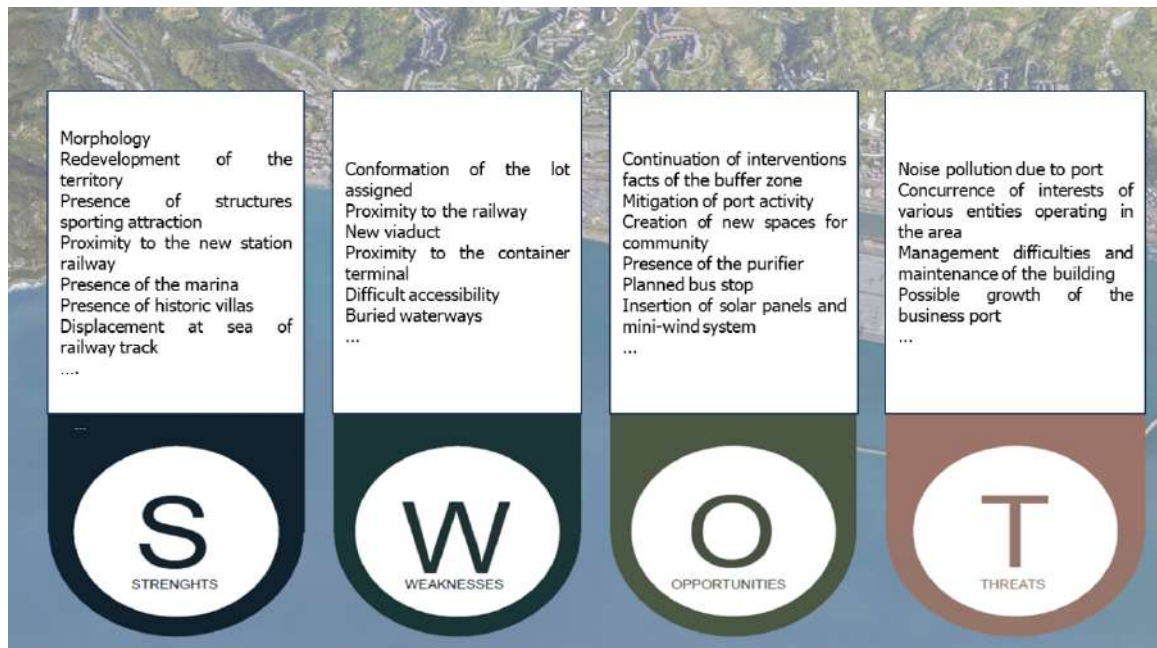 Morphology
Redevelopment of the
territory
Presence of structures
sporting attraction
Proximity to the new station
railway
Presence of the marina
Presence of historic villas
Displacement at sea of
railway track
....
...
S
STRENGHTS
Conformation of the lot
assigned
Proximity to the railway
New viaduct
Proximity to the container
terminal
Difficult accessibility
Buried waterways
...
W
WEAKNESSES
Continuation of interventions
facts of the buffer zone
Mitigation of port activity
Creation of new spaces for
community
Presence of the purifier
Planned bus stop
Insertion of solar panels and
mini-wind system
...
O
OPPORTUNITIES
Noise pollution due to port
Concurrence of interests of
various entities operating in
the area
Management difficulties and
maintenance of the building
Possible growth of the
business port
...
T
THREATS